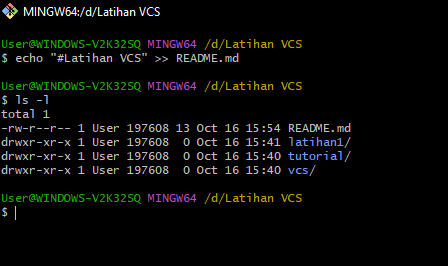 MINGW64:/d/Latihan VCS
User@WINDOWS-V2K32SQ MINGW64 /d/Latihan VCS
$ echo "#Latihan VCS" >> README.md
User@WINDOWS-V2K32SQ MINGW64 /d/Latihan VCS
$ ls -l
total 1
-rw-r--r-- 1 User 197608 13 Oct 16 15:54 README.md
drwxr-xr-x 1 User 197608  0 Oct 16 15:41 latihan1/
drwxr-xr-x 1 User 197608  0 Oct 16 15:40 tutorial/
drwxr-xr-x 1 User 197608  0 Oct 16 15:40 vcs/
User@WINDOWS-V2K32SQ MINGW64 /d/Latihan VCS
$